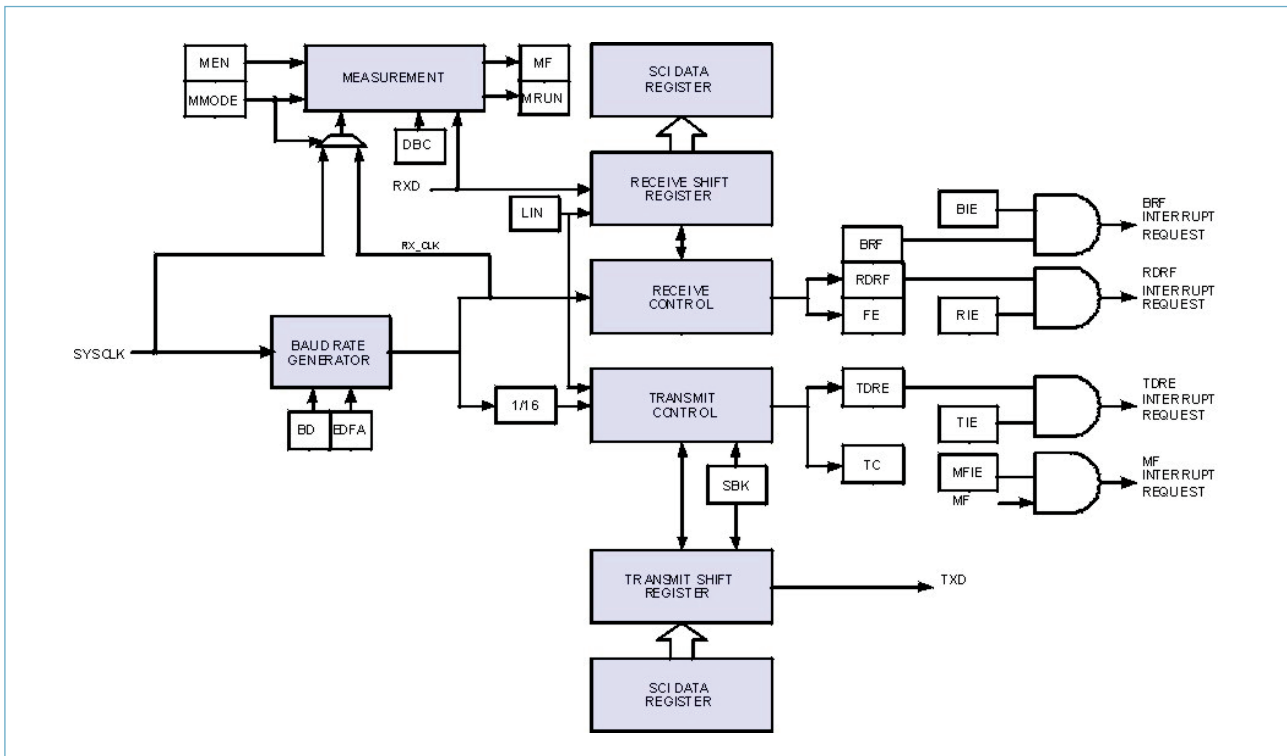 MEN
MMODE
MEASUREMENT
MF
MRUN
DBC
SCI DATA
REGISTER
RXD
RECEIVE SHIFT
REGISTER
LIN
RX_CLK
RECEIVE
CONTROL
BIE
BRF
INTERRUPT
REQUEST
BRF
RDRF
FE
RIE
RDRF
INTERRUPT
REQUEST
SYSCLK
BAUD RATE
GENERATOR
BD
BDFA
1/16
TRANSMIT
CONTROL
TDRE
TC
TIE
TDRE
INTERRUPT
REQUEST
SBK
MFIE
MF
MF
INTERRUPT
REQUEST
TRANSMIT SHIFT
REGISTER
TXD
SCI DATA
REGISTER